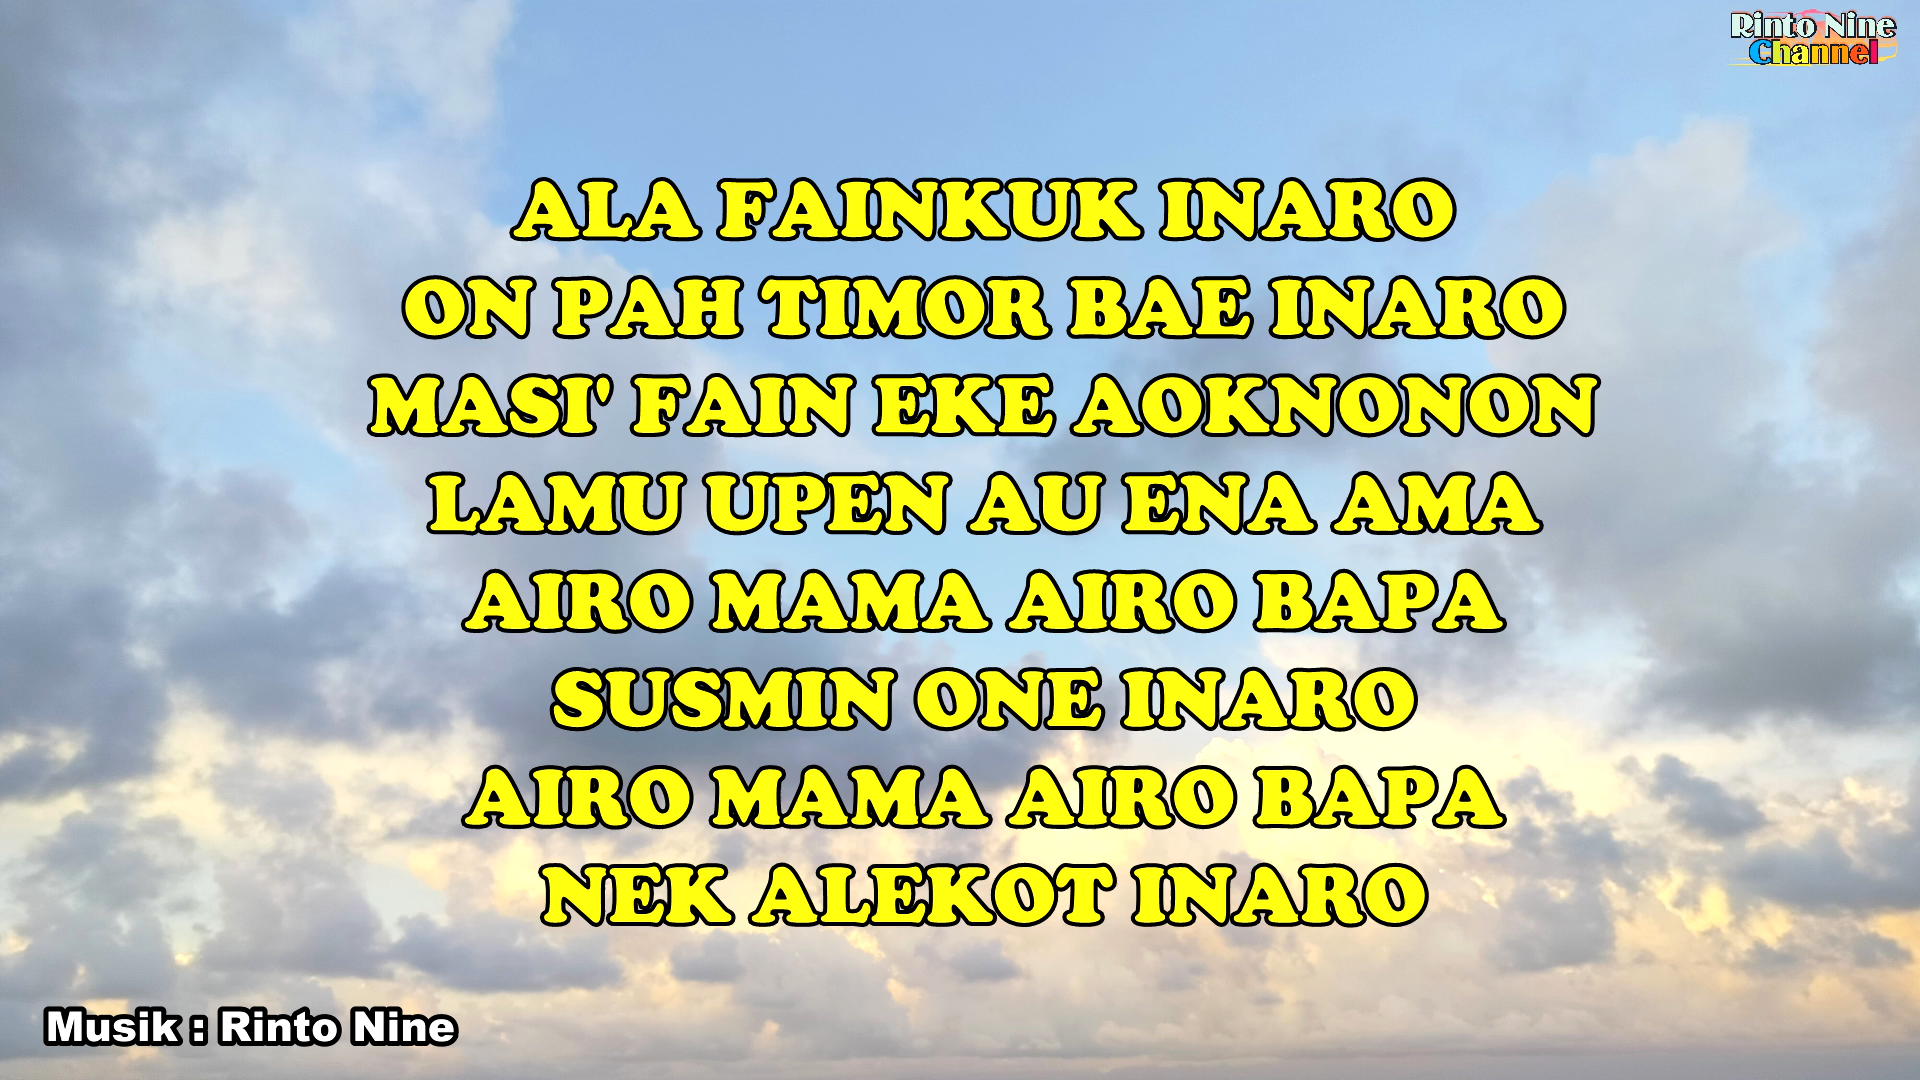 Rinto Nine
Channel
ALA FAINKUK INARO
ON PAH TIMOR BAE INARO
MASI' FAIN EKE AOKNONON
LAMU UPEN AU ENA AMA
AIRO MAMA AIRO BAPA
SUSMIN ONE INARO
AIRO MAMA AIRO BAPA
NEK ALEKOT INARO
Musik : Rinto Nine